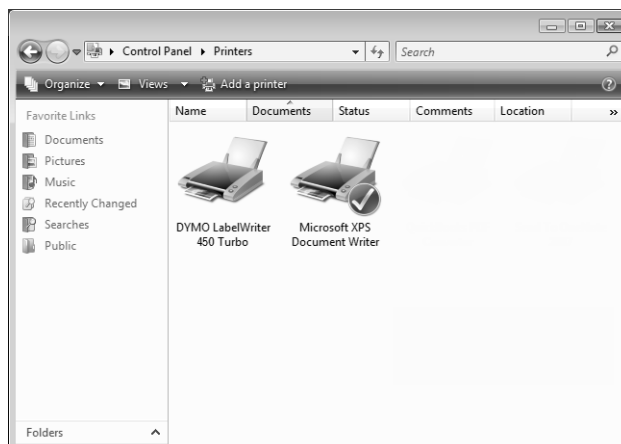 Control Panel Printers
Search
Organize Views Add a printer
Favorite Links
Documents
Pictures
Music
Recently Changed
Searches
Public
Folders
Name Documents Status Comments Location »
DYMO LabelWriter
450 Turbo
Microsoft XPS
Document Writer